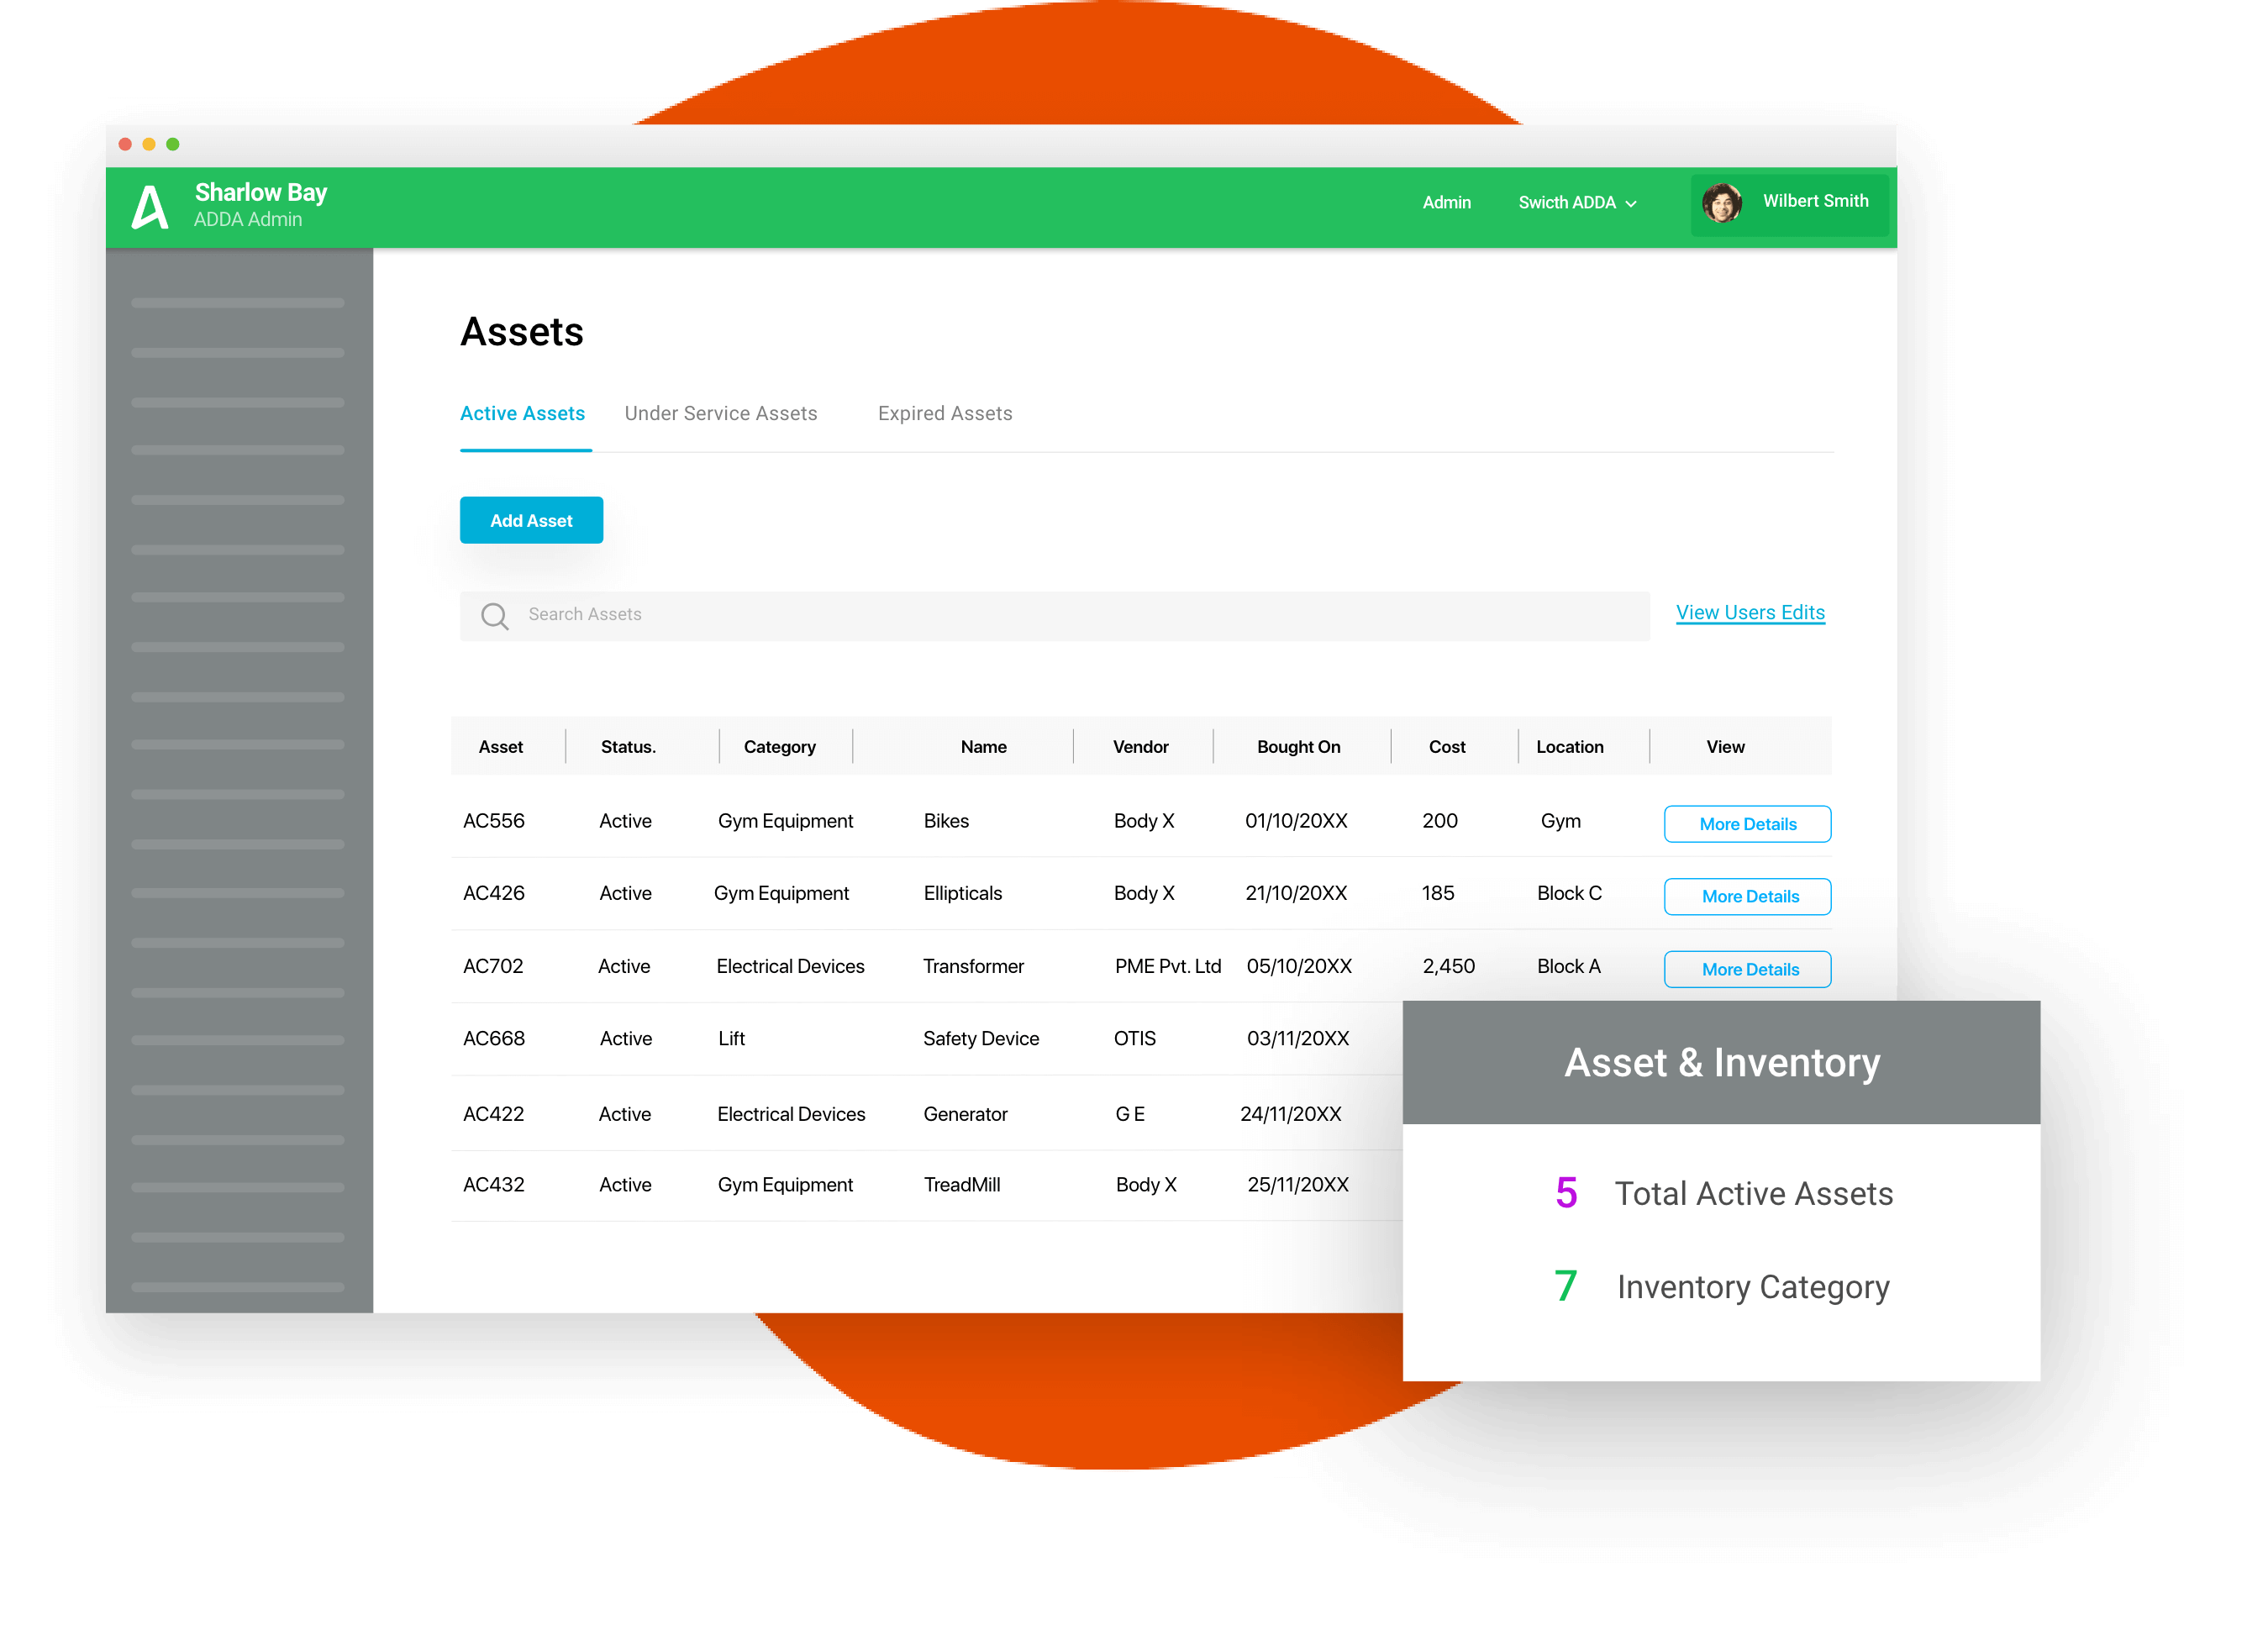 Sharlow Bay
ADDA Admin
Admin
Swicth ADDA
Wilbert Smith
Assets
Active Assets Under Service Assets Expired Assets
Add Asset
Search Assets
View Users Edits
Asset Status. Category Name Vendor Bought On Cost Location View
AC556 Active Gym Equipment Bikes Body X 01/10/20XX 200 Gym More Details
AC426 Active Gym Equipment Ellipticals Body X 21/10/20XX 185 Block C More Details
AC702 Active Electrical Devices Transformer PME Pvt. Ltd 05/10/20XX 2,450 Block A More Details
AC668 Active Lift Safety Device OTIS 03/11/20XX
AC422 Active Electrical Devices Generator G E 24/11/20XX
AC432 Active Gym Equipment TreadMill Body X 25/11/20XX
Asset & Inventory
5 Total Active Assets
7 Inventory Category